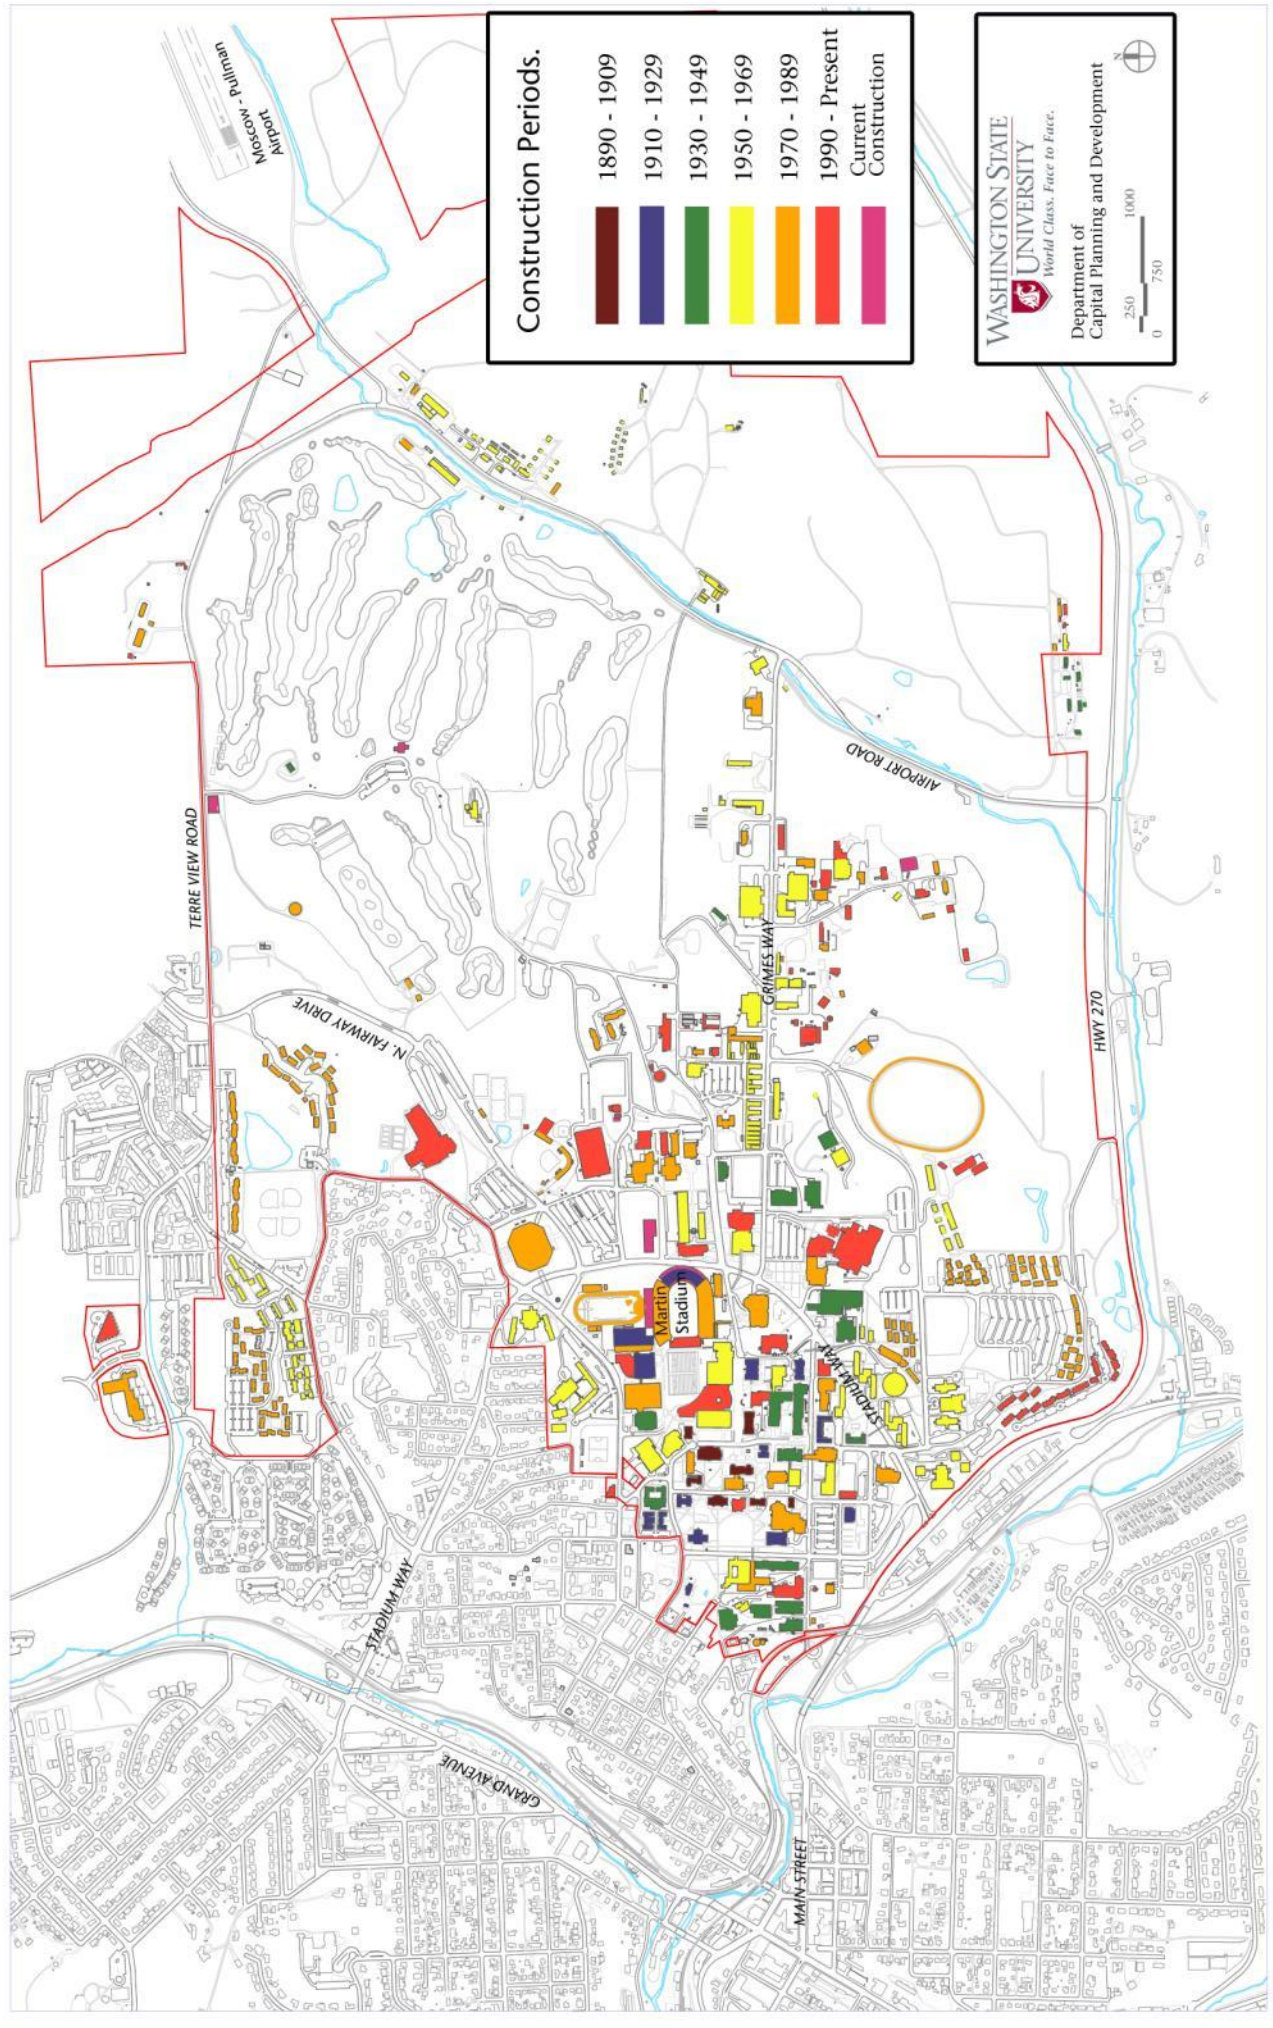 Moscow - Pullman
Airport
Construction Periods.
1890 - 1909
1910 - 1929
1930 - 1949
1950 - 1969
1970 - 1989
1990 - Present
Current
Construction
WASHINGTON STATE
UNIVERSITY
World Class. Face to Face.
Department of
Capital Planning and Development
0
250
750
1000
N
TERRE VIEW ROAD
N. FAIRWAY DRIVE
AIRPORT ROAD
GRIMES WAY
HWY 270
Martin
Stadium
STADIUM WAY
STADIUM WAY
GRAND AVENUE
MAIN STREET